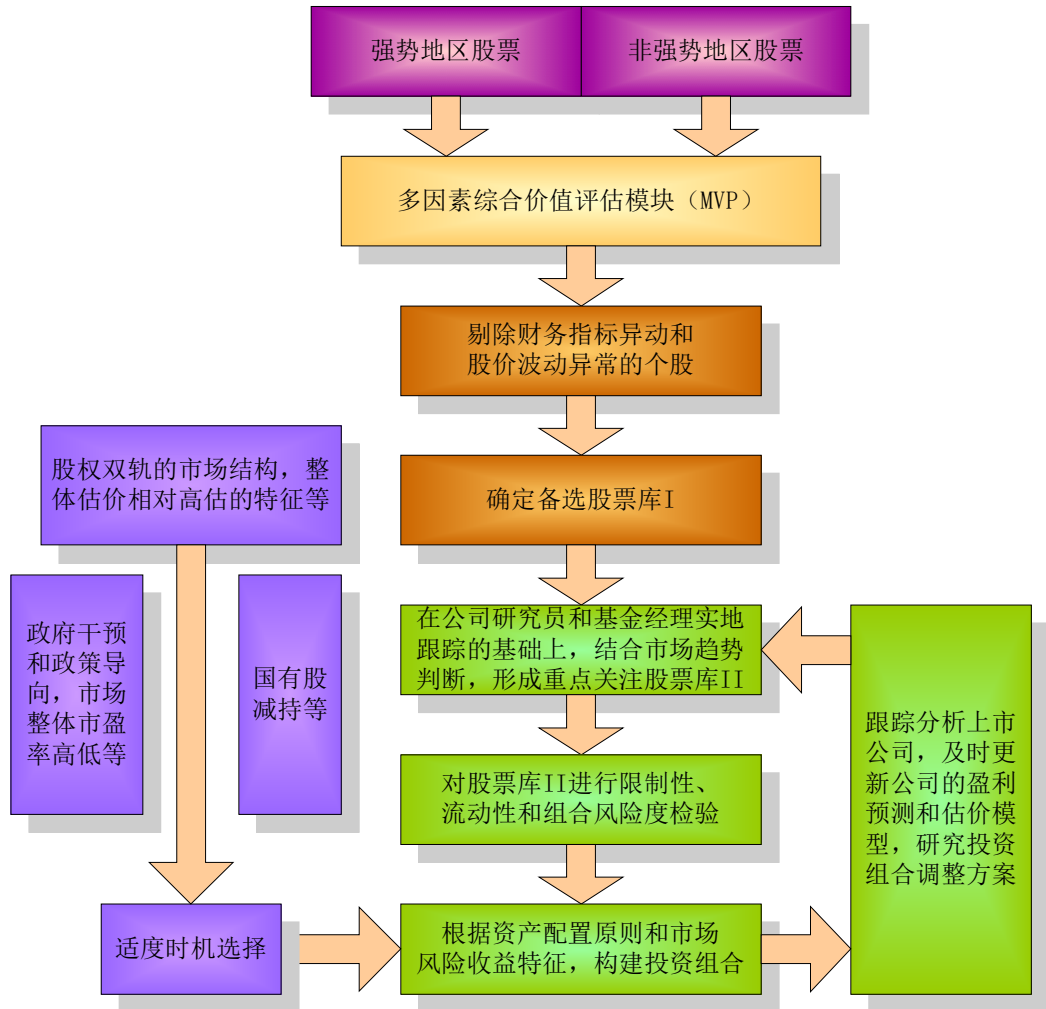 强势地区股票
非强势地区股票
多因素综合价值评估模块（MVP）
剔除财务指标异动和
股价波动异常的个股
确定备选股票库I
股权双轨的市场结构，整
体估价相对高估的特征等
政府干预
和政策导
向，市场
整体市盈
率高低等
国有股
减持等
适度时机选择
在公司研究员和基金经理实地
跟踪的基础上，结合市场趋势
判断，形成重点关注股票库II
对股票库II进行限制性、
流动性和组合风险度检验
根据资产配置原则和市场
风险收益特征，构建投资组合
跟踪分析上市
公司，及时更
新公司的盈利
预测和估价模
型，研究投资
组合调整方案